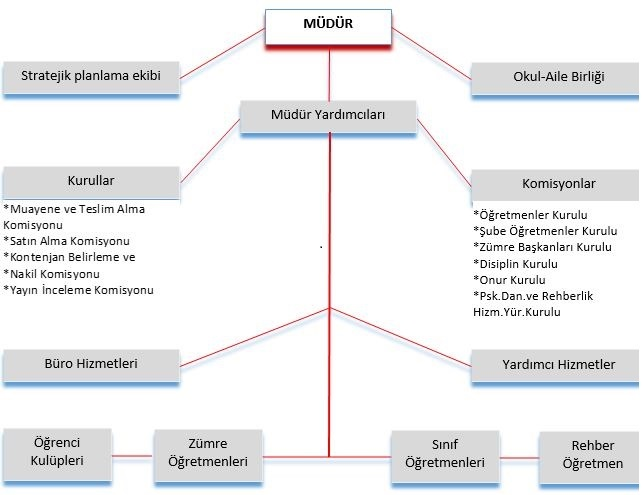 MÜDÜR
Stratejik planlama ekibi
Okul-Aile Birliği
Müdür Yardımcıları
Kurullar
*Muayene ve Teslim Alma
Komisyonu
*Satın Alma Komisyonu
*Kontenjan Belirleme ve
*Nakil Komisyonu
*Yayın İnceleme Komisyonu
Komisyonlar
*Öğretmenler Kurulu
*Şube Öğretmenler Kurulu
*Zümre Başkanları Kurulu
*Disiplin Kurulu
*Onur Kurulu
*Psk.Dan.ve Rehberlik
Hizm.Yür.Kurulu
Büro Hizmetleri
Yardımcı Hizmetler
Öğrenci
Kulüpleri
Zümre
Öğretmenleri
Sınıf
Öğretmenleri
Rehber
Öğretmen